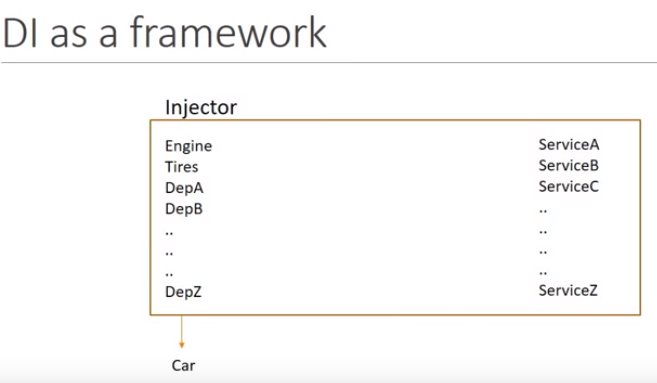 DI as a framework
Injector
Engine
Tires
DepA
DepB
..
..
..
DepZ
ServiceA
ServiceB
ServiceC
..
..
..
..
ServiceZ
Car